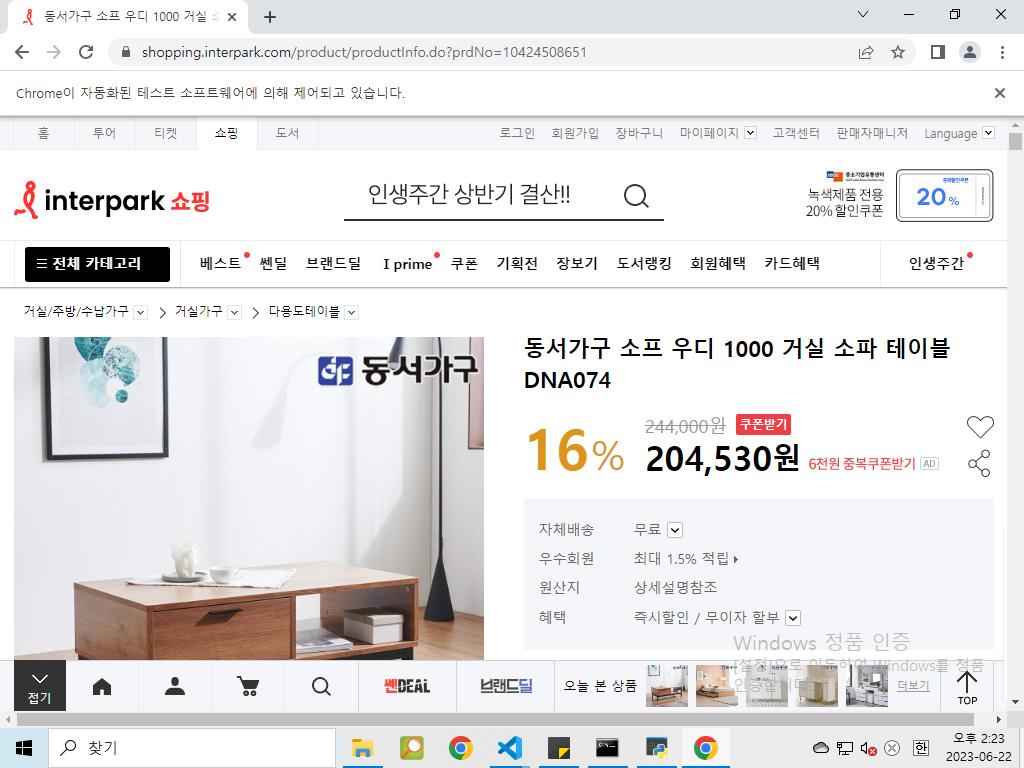 동서가구 소프 우디 1000 거실 소
shopping.interpark.com/product/productInfo.do?prdNo=10424508651
Chrome이 자동화된 테스트 소프트웨어에 의해 제어되고 있습니다.
홈 투어 티켓 쇼핑 도서 로그인 회원가입 장바구니 마이페이지 고객센터 판매자매니저 Language
interpark 쇼핑
인생주간 상반기 결산!!
중소기업유통센터
녹색제품 전용
20% 할인쿠폰
중복할인쿠폰
20%
전체 카테고리 베스트 쎈딜 브랜드딜 I prime 쿠폰 기획전 장보기 도서랭킹 회원혜택 카드혜택 인생주간
거실/주방/수납가구 거실가구 다용도테이블
동서가구
동서가구 소프 우디 1000 거실 소파 테이블
DNA074
16%
244,000원 쿠폰받기
204,530원 6천원 중복쿠폰받기 AD
자체배송 무료
우수회원 최대 1.5% 적립
원산지 상세설명참조
혜택 즉시할인 / 무이자 할부
Windows 정품 인증
[설정]으로 이동하여 Windows를 정품
인증합니다.
접기
쎈DEAL
브랜드딜
오늘 본 상품
더보기
TOP
찾기
한
오후 2:23
2023-06-22